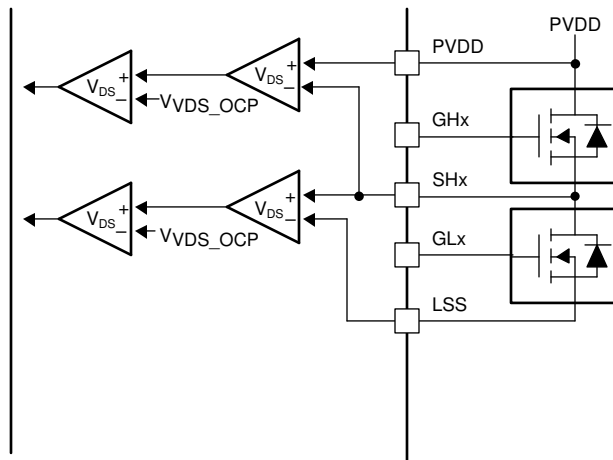 PVDD
PVDD
VDS
+
–
VVDS_OCP
VDS
+
–
GHx
SHx
VDS
+
–
VVDS_OCP
VDS
+
–
GLx
LSS